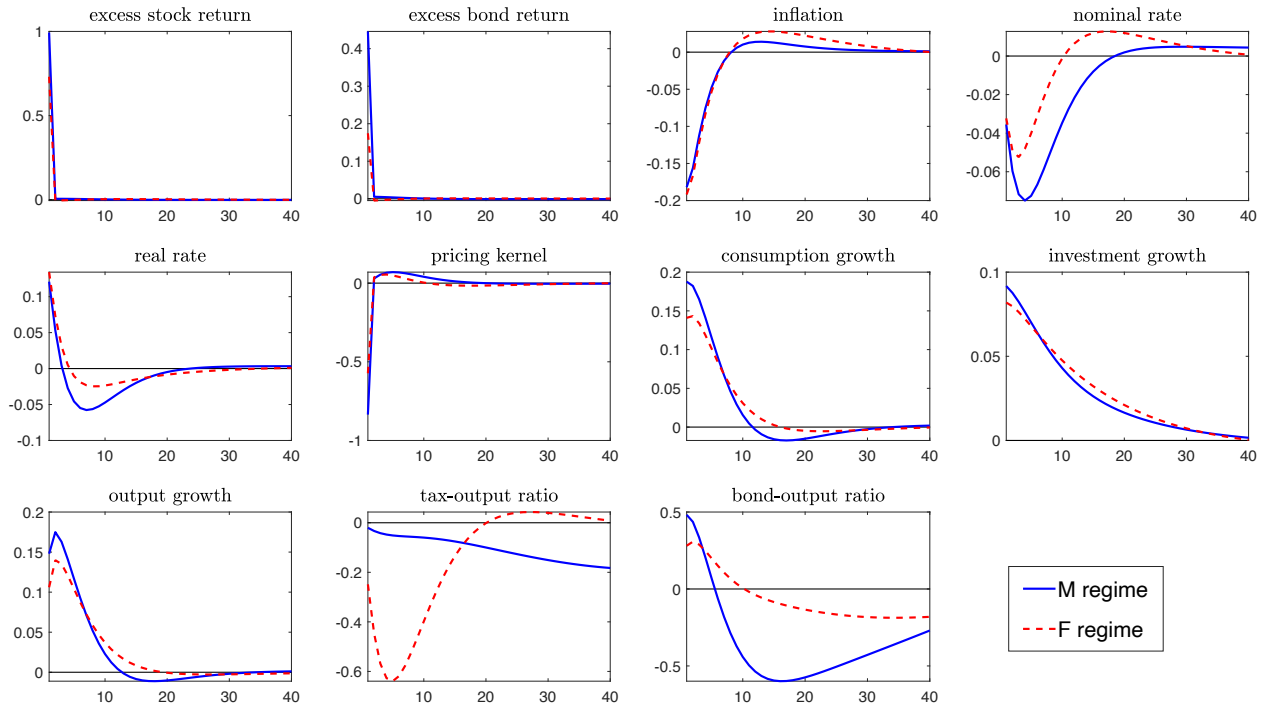 excess stock return
1
0.5
0
10 20 30 40
excess bond return
0.4
0.3
0.2
0.1
0
10 20 30 40
inflation
0
-0.05
-0.1
-0.15
-0.2
10 20 30 40
nominal rate
0
-0.02
-0.04
-0.06
10 20 30 40
real rate
0.1
0.05
0
-0.05
-0.1
10 20 30 40
pricing kernel
0
-0.5
-1
10 20 30 40
consumption growth
0.2
0.15
0.1
0.05
0
10 20 30 40
investment growth
0.1
0.05
0
10 20 30 40
output growth
0.2
0.15
0.1
0.05
0
10 20 30 40
tax-output ratio
0
-0.2
-0.4
-0.6
10 20 30 40
bond-output ratio
0.5
0
-0.5
10 20 30 40
M regime
F regime